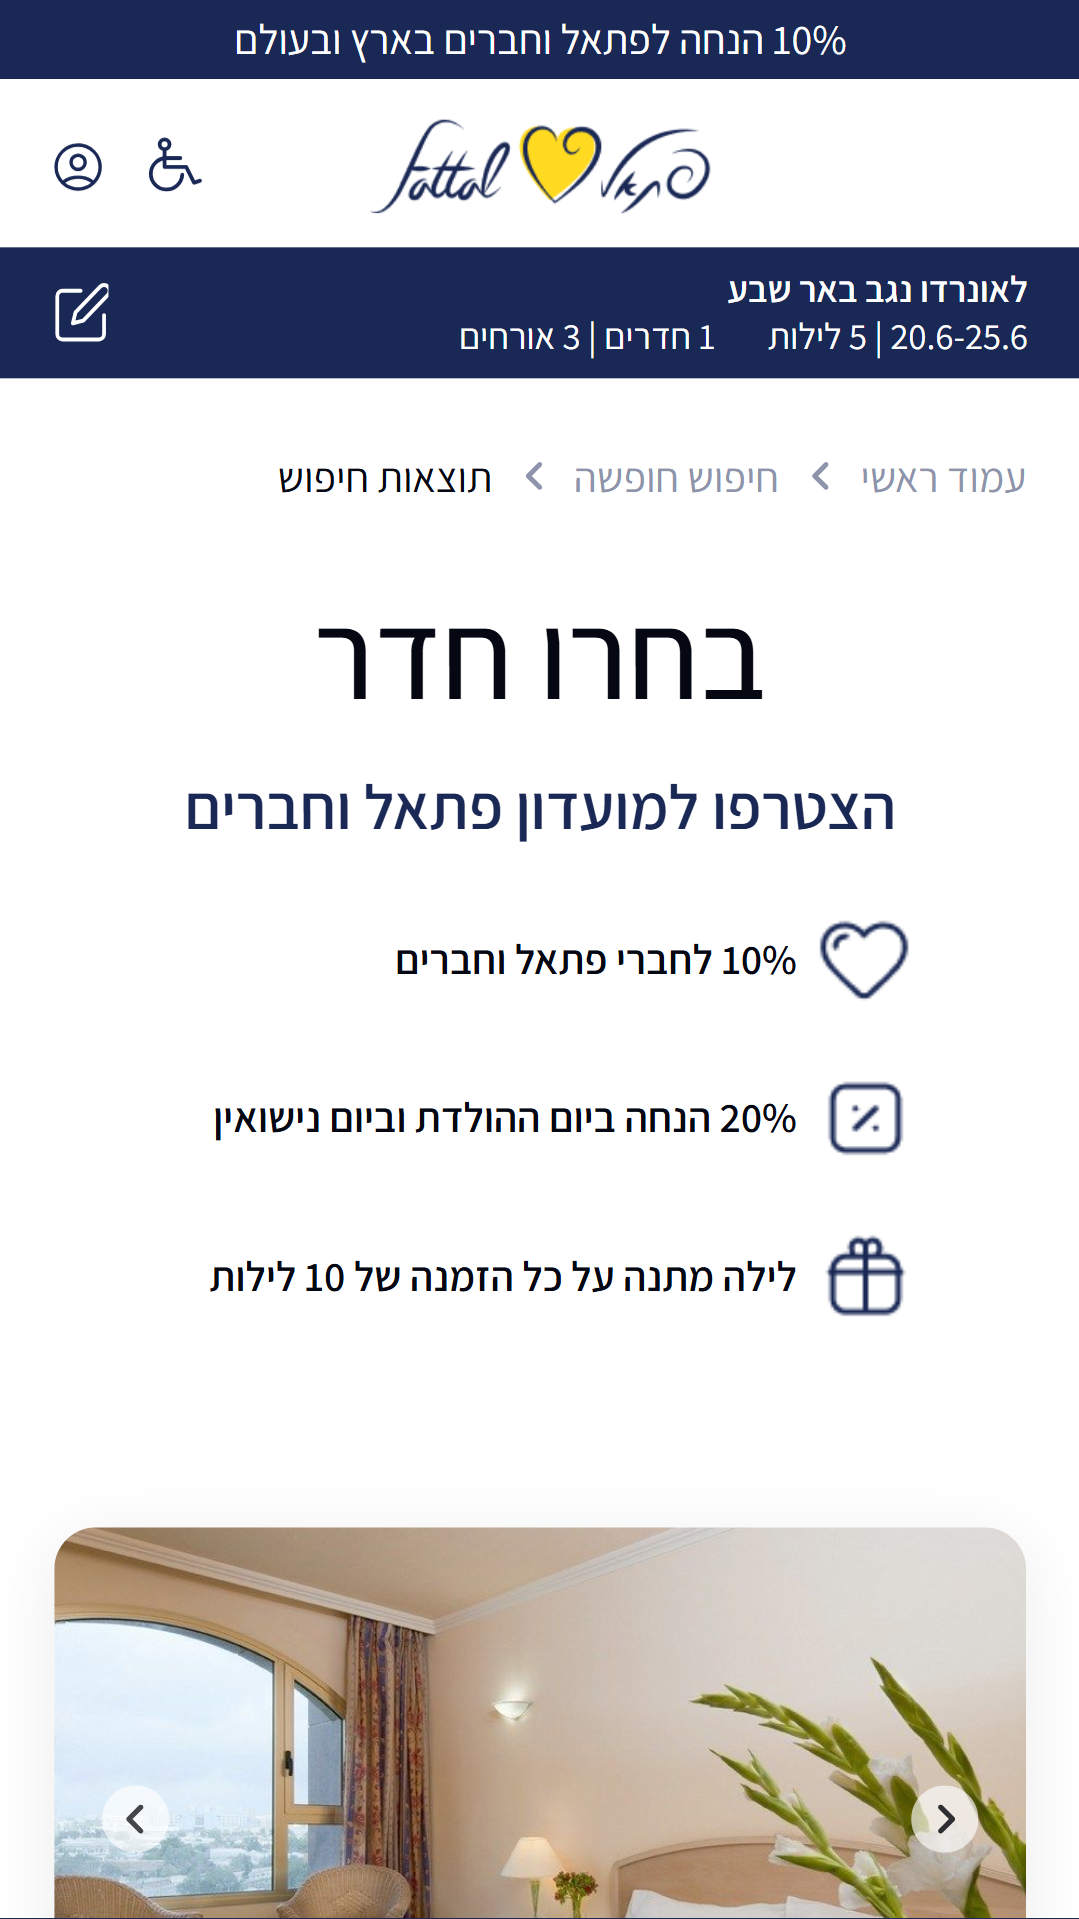 10% הנחה לפתאל וחברים בארץ ובעולם
פתאל Fattal
לאונרדו נגב באר שבע
20.6-25.6 | 5 לילות 1 חדרים | 3 אורחים
עמוד ראשי חיפוש חופשה תוצאות חיפוש
בחרו חדר
הצטרפו למועדון פתאל וחברים
10% לחברי פתאל וחברים
20% הנחה ביום ההולדת וביום נישואין
לילה מתנה על כל הזמנה של 10 לילות